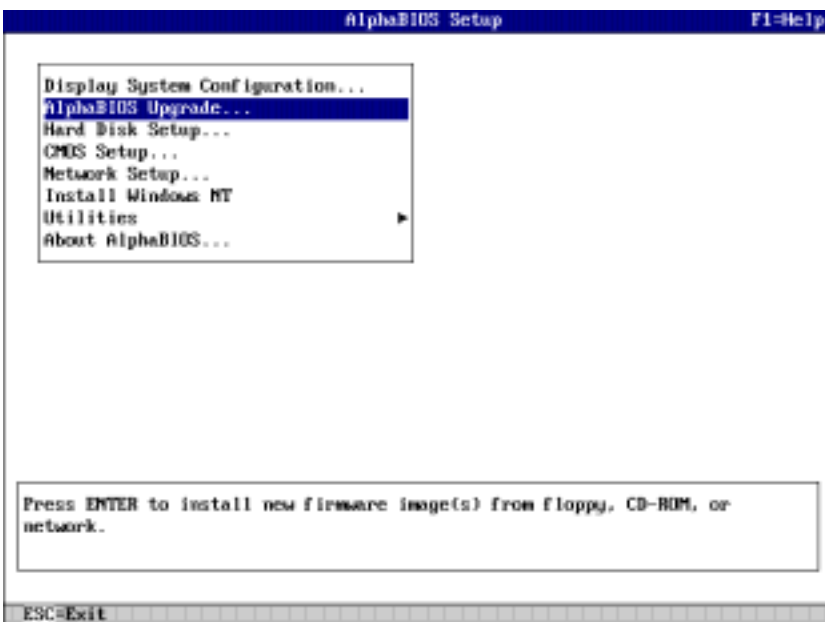 AlphaBIOS Setup F1=Help
Display System Configuration...
AlphaBIOS Upgrade...
Hard Disk Setup...
CMOS Setup...
Network Setup...
Install Windows NT
Utilities ►
About AlphaBIOS...
Press ENTER to install new firmware image(s) from floppy, CD-ROM, or
network.
ESC=Exit